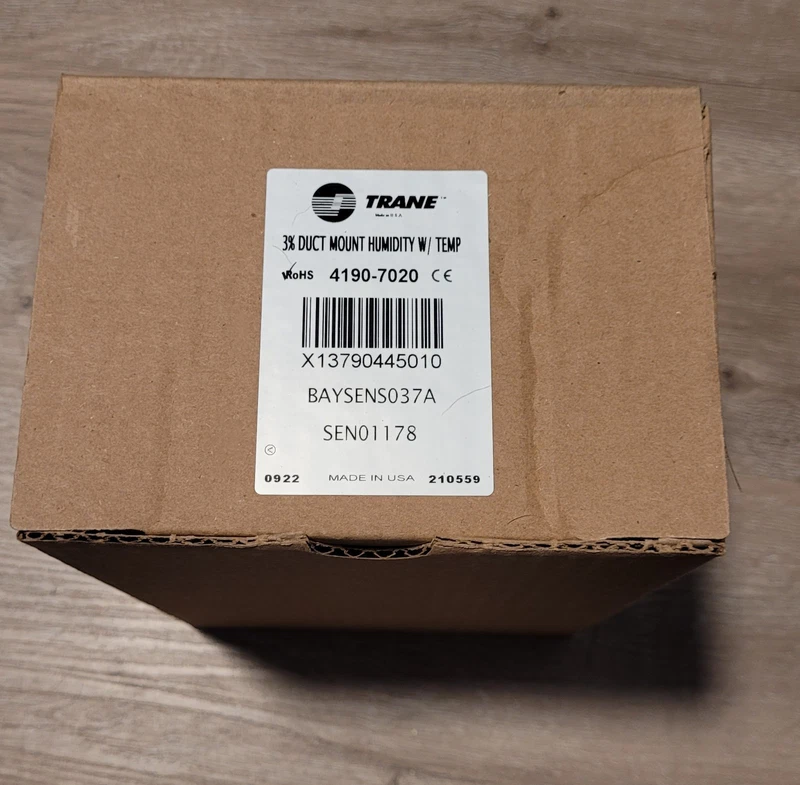 TRANE™
Made in U.S.A.
3% DUCT MOUNT HUMIDITY W/ TEMP
RoHS 4190-7020 CE
X13790445010
BAYSENS037A
SEN01178
0922 MADE IN USA 210559